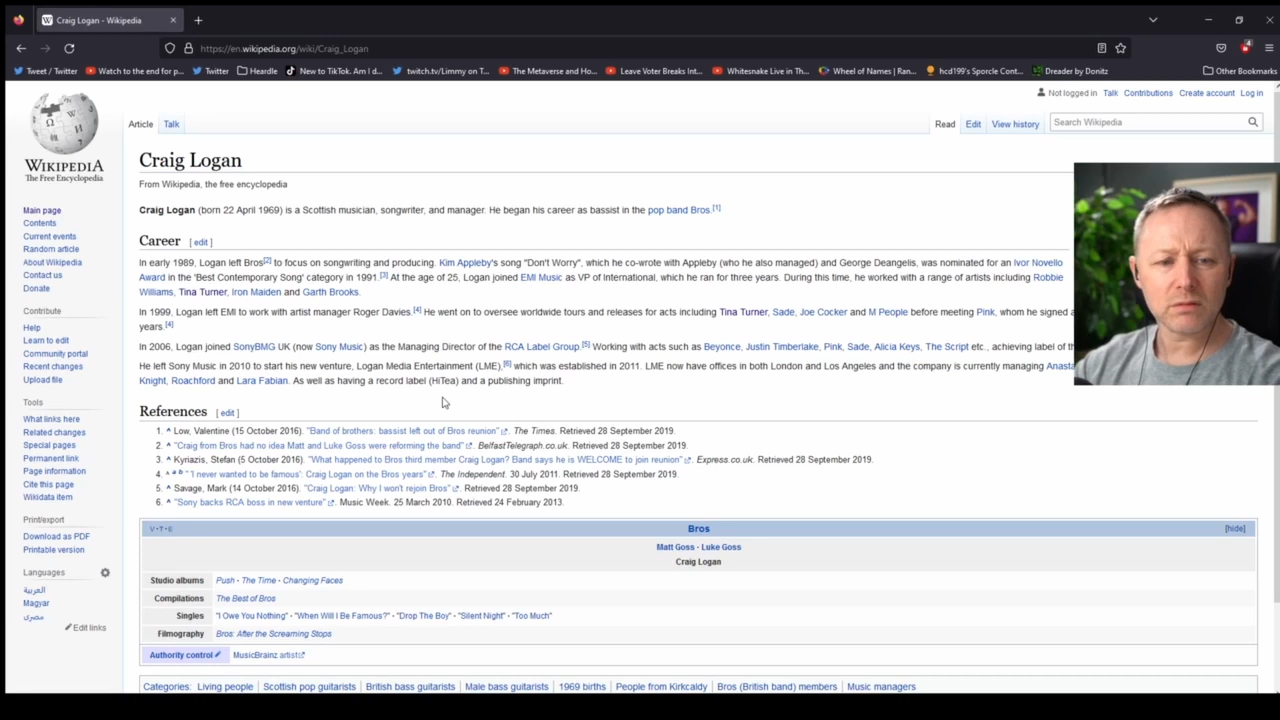 Craig Logan - Wikipedia
https://en.wikipedia.org/wiki/Craig_Logan
4
Tweet / Twitter
Watch to the end for p...
Twitter
Heardle
New to TikTok. Am I d...
twitch.tv/Limmy on T...
The Metaverse and Ho...
Leave Voter Breaks Int...
Whitesnake Live in Th...
Wheel of Names | Ran...
hcd199's Sporcle Cont...
Dreader by Donitz
Other Bookmarks
Not logged in Talk Contributions Create account Log in
Article Talk
Read Edit View history
Search Wikipedia
WIKIPEDIA
The Free Encyclopedia
Main page
Contents
Current events
Random article
About Wikipedia
Contact us
Donate
Contribute
Help
Learn to edit
Community portal
Recent changes
Upload file
Tools
What links here
Related changes
Special pages
Permanent link
Page information
Cite this page
Wikidata item
Print/export
Download as PDF
Printable version
Languages
العربية
Magyar
مصرى
Edit links
Craig Logan
From Wikipedia, the free encyclopedia
Craig Logan (born 22 April 1969) is a Scottish musician, songwriter, and manager. He began his career as bassist in the pop band Bros.[1]
Career [ edit ]
In early 1989, Logan left Bros[2] to focus on songwriting and producing. Kim Appleby's song "Don't Worry", which he co-wrote with Appleby (who he also managed) and George Deangelis, was nominated for an Ivor Novello
Award in the 'Best Contemporary Song' category in 1991.[3] At the age of 25, Logan joined EMI Music as VP of International, which he ran for three years. During this time, he worked with a range of artists including Robbie
Williams, Tina Turner, Iron Maiden and Garth Brooks.
In 1999, Logan left EMI to work with artist manager Roger Davies.[4] He went on to oversee worldwide tours and releases for acts including Tina Turner, Sade, Joe Cocker and M People before meeting Pink, whom he signed a
years.[4]
In 2006, Logan joined SonyBMG UK (now Sony Music) as the Managing Director of the RCA Label Group.[5] Working with acts such as Beyonce, Justin Timberlake, Pink, Sade, Alicia Keys, The Script etc., achieving label of th
He left Sony Music in 2010 to start his new venture, Logan Media Entertainment (LME),[6] which was established in 2011. LME now have offices in both London and Los Angeles and the company is currently managing Anasta
Knight, Roachford and Lara Fabian. As well as having a record label (HiTea) and a publishing imprint.
References [ edit ]
1. ^ Low, Valentine (15 October 2016). "Band of brothers: bassist left out of Bros reunion". The Times. Retrieved 28 September 2019.
2. ^ "Craig from Bros had no idea Matt and Luke Goss were reforming the band". BelfastTelegraph.co.uk. Retrieved 28 September 2019.
3. ^ Kyriazis, Stefan (5 October 2016). "What happened to Bros third member Craig Logan? Band says he is WELCOME to join reunion". Express.co.uk. Retrieved 28 September 2019.
4. ^ a b "'I never wanted to be famous': Craig Logan on the Bros years". The Independent. 30 July 2011. Retrieved 28 September 2019.
5. ^ Savage, Mark (14 October 2016). "Craig Logan: Why I won't rejoin Bros". Retrieved 28 September 2019.
6. ^ "Sony backs RCA boss in new venture". Music Week. 25 March 2010. Retrieved 24 February 2013.
V·T·E Bros [hide]
Matt Goss · Luke Goss
Craig Logan
Studio albums Push · The Time · Changing Faces
Compilations The Best of Bros
Singles "I Owe You Nothing" · "When Will I Be Famous?" · "Drop The Boy" · "Silent Night" · "Too Much"
Filmography Bros: After the Screaming Stops
Authority control MusicBrainz artist
Categories: Living people | Scottish pop guitarists | British bass guitarists | Male bass guitarists | 1969 births | People from Kirkcaldy | Bros (British band) members | Music managers